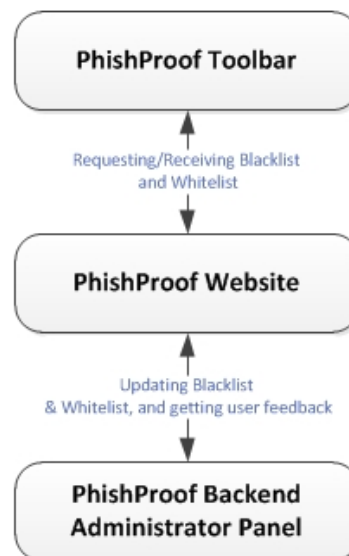 PhishProof Toolbar
Requesting/Receiving Blacklist
and Whitelist
PhishProof Website
Updating Blacklist
& Whitelist, and getting user feedback
PhishProof Backend
Administrator Panel